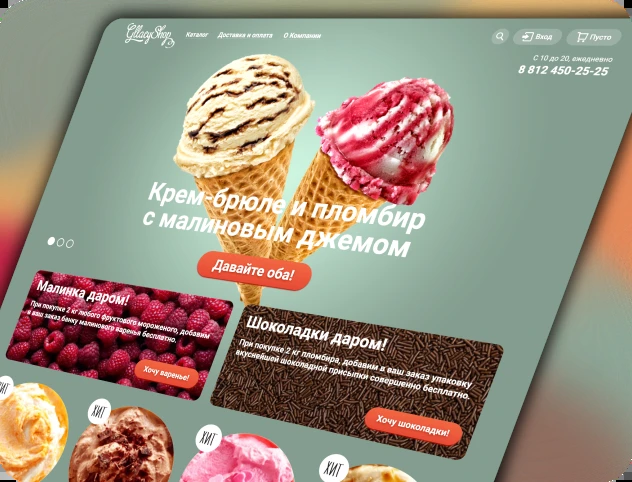 GllacyShop
Каталог
Доставка и оплата
О Компании
Вход
Пусто
С 10 до 20, ежедневно
8 812 450-25-25
Крем-брюле и пломбир
с малиновым джемом
Давайте оба!
Малинка даром!
При покупке 2 кг любого фруктового мороженого, добавим
в ваш заказ банку малинового варенья бесплатно.
Хочу варенье!
Шоколадки даром!
При покупке 2 кг пломбира, добавим в ваш заказ упаковку
вкуснейшей шоколадной присыпки совершенно бесплатно.
Хочу шоколадки!
ХИТ
ХИТ
ХИТ
ХИТ